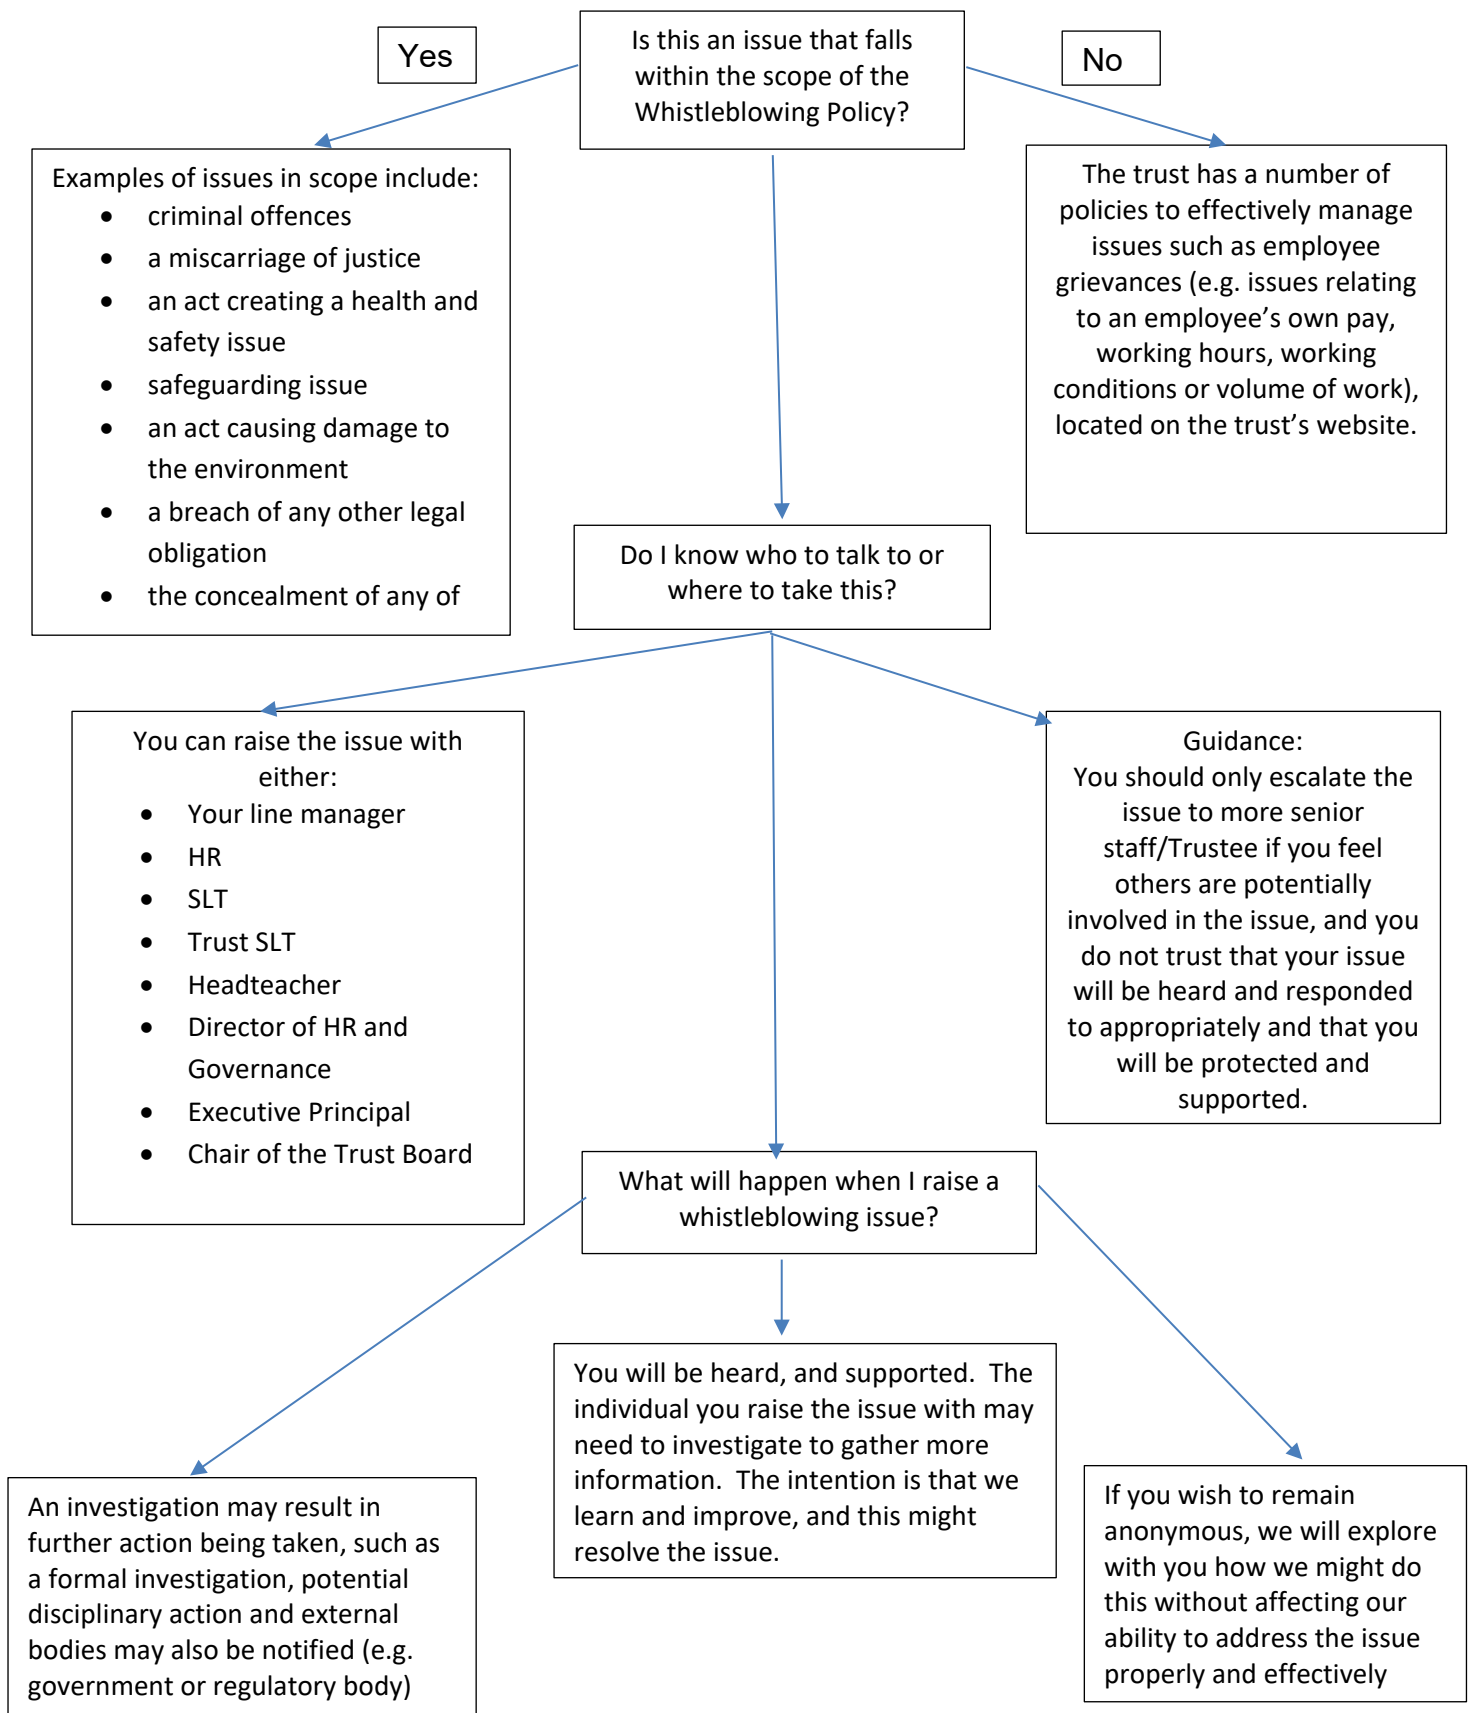 Yes
Is this an issue that falls
within the scope of the
Whistleblowing Policy?
No
Examples of issues in scope include:
• criminal offences
• a miscarriage of justice
• an act creating a health and
safety issue
• safeguarding issue
• an act causing damage to
the environment
• a breach of any other legal
obligation
• the concealment of any of
The trust has a number of
policies to effectively manage
issues such as employee
grievances (e.g. issues relating
to an employee’s own pay,
working hours, working
conditions or volume of work),
located on the trust’s website.
Do I know who to talk to or
where to take this?
You can raise the issue with
either:
• Your line manager
• HR
• SLT
• Trust SLT
• Headteacher
• Director of HR and
Governance
• Executive Principal
• Chair of the Trust Board
Guidance:
You should only escalate the
issue to more senior
staff/Trustee if you feel
others are potentially
involved in the issue, and you
do not trust that your issue
will be heard and responded
to appropriately and that you
will be protected and
supported.
What will happen when I raise a
whistleblowing issue?
An investigation may result in
further action being taken, such as
a formal investigation, potential
disciplinary action and external
bodies may also be notified (e.g.
government or regulatory body)
You will be heard, and supported.  The
individual you raise the issue with may
need to investigate to gather more
information.  The intention is that we
learn and improve, and this might
resolve the issue.
If you wish to remain
anonymous, we will explore
with you how we might do
this without affecting our
ability to address the issue
properly and effectively